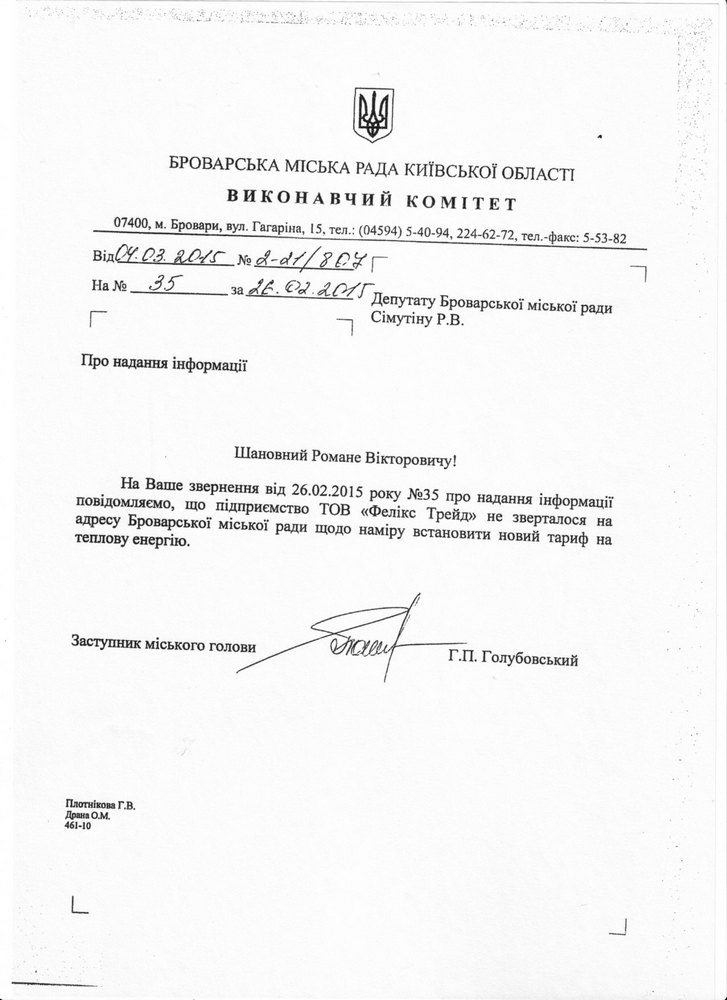 БРОВАРСЬКА МІСЬКА РАДА КИЇВСЬКОЇ ОБЛАСТІ
ВИКОНАВЧИЙ КОМІТЕТ
07400, м. Бровари, вул. Гагаріна, 15, тел.: (04594) 5-40-94, 224-62-72, тел.-факс: 5-53-82
Від 04.03.2015 № 2-21/807
На № 35 за 26.02.2015
Депутату Броварської міської ради
Сімутіну Р.В.
Про надання інформації
Шановний Романе Вікторовичу!
На Ваше звернення від 26.02.2015 року №35 про надання інформації
повідомляємо, що підприємство ТОВ «Фелікс Трейд» не зверталося на
адресу Броварської міської ради щодо наміру встановити новий тариф на
теплову енергію.
Заступник міського голови
Г.П. Голубовський
Плотнікова Г.В.
Драна О.М.
461-10